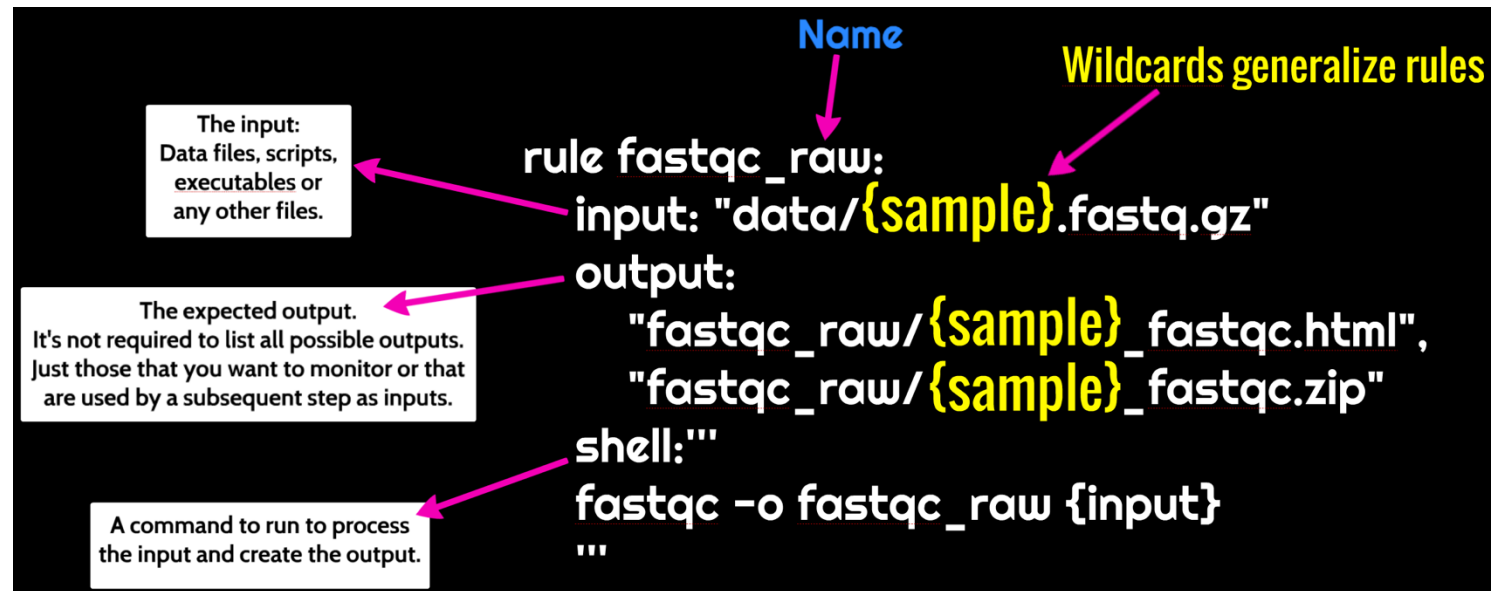 Name
Wildcards generalize rules
The input:
Data files, scripts,
executables or
any other files.
rule fastqc_raw:
input: "data/{sample}.fastq.gz"
output:
"fastqc_raw/{sample}_fastqc.html",
"fastqc_raw/{sample}_fastqc.zip"
The expected output.
It's not required to list all possible outputs.
Just those that you want to monitor or that
are used by a subsequent step as inputs.
shell:'''
fastqc -o fastqc_raw {input}
'''
A command to run to process
the input and create the output.